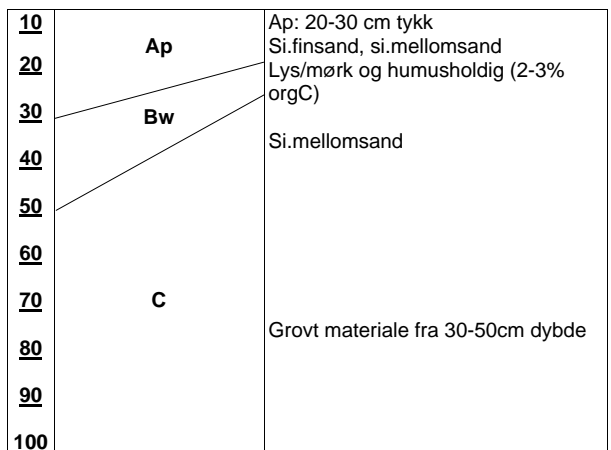 10
20
30
40
50
60
70
80
90
100
Ap
Bw
C
Ap: 20-30 cm tykk
Si.finsand, si.mellomsand
Lys/mørk og humusholdig (2-3%
orgC)
Si.mellomsand
Grovt materiale fra 30-50cm dybde